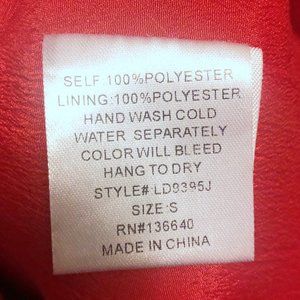 SELF:100%POLYESTER
LINING:100%POLYESTER
HAND WASH COLD
WATER SEPARATELY
COLOR WILL BLEED
HANG TO DRY
STYLE# LD9395J
SIZE:S
RN#136640
MADE IN CHINA